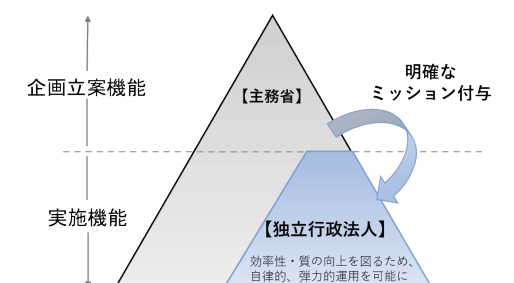 明確な
ミッション付与
企画立案機能
【主務省】
実施機能
【独立行政法人】
効率性・質の向上を図るため、
自律的、弾力的運用を可能に